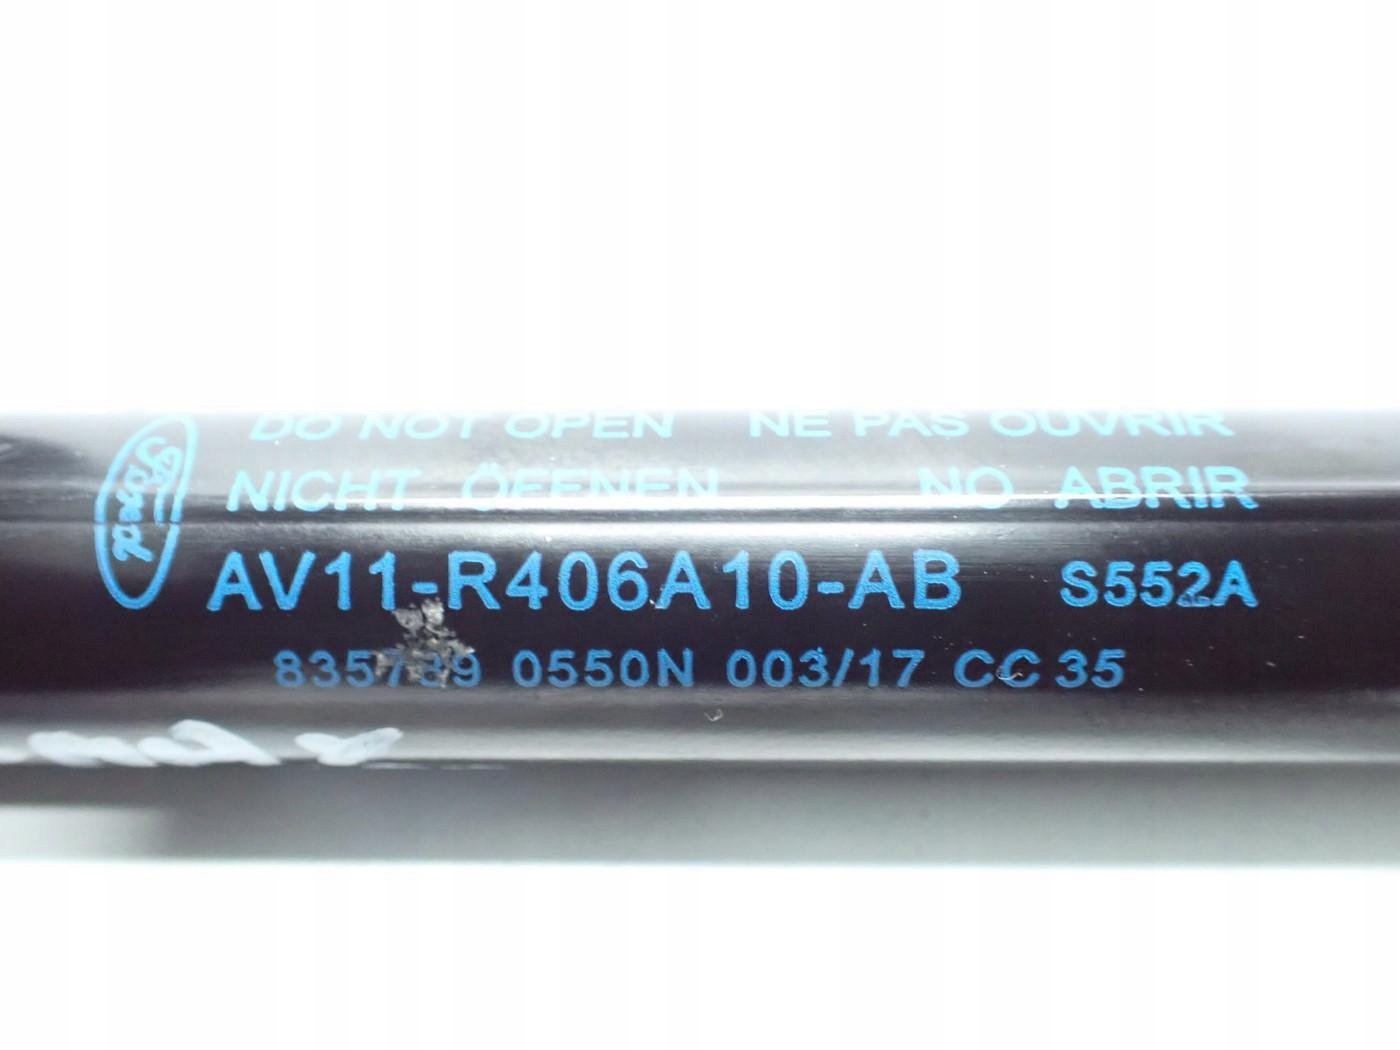 DO NOT OPEN NE PAS OUVRIR
NICHT ÖFFNEN NO ABRIR
Ford
AV11-R406A10-AB S552A
0550N 003/17 CC 35